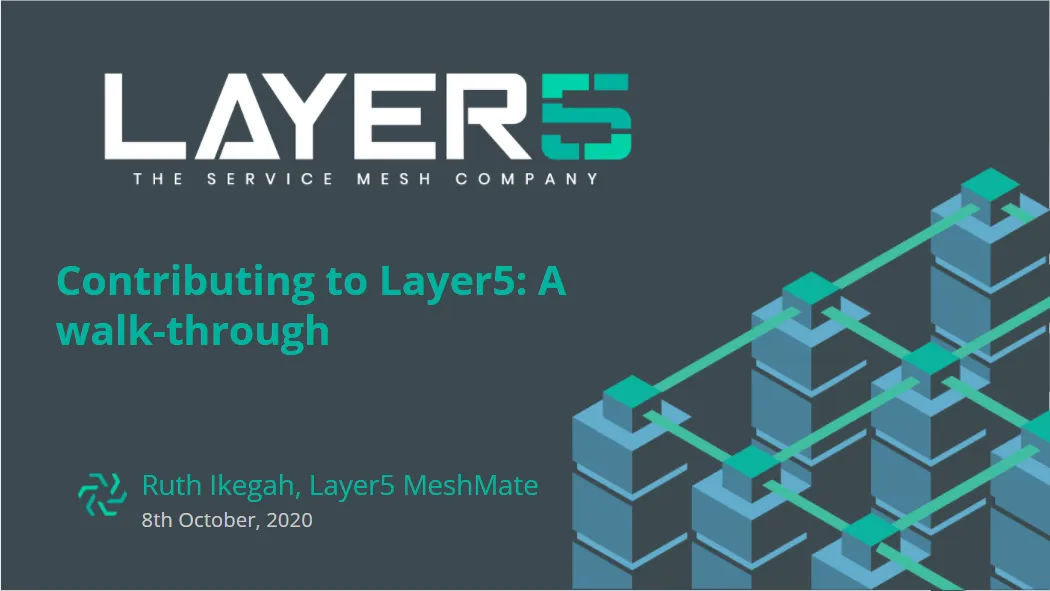 LAYER5
THE SERVICE MESH COMPANY
Contributing to Layer5: A
walk-through
Ruth Ikegah, Layer5 MeshMate
8th October, 2020